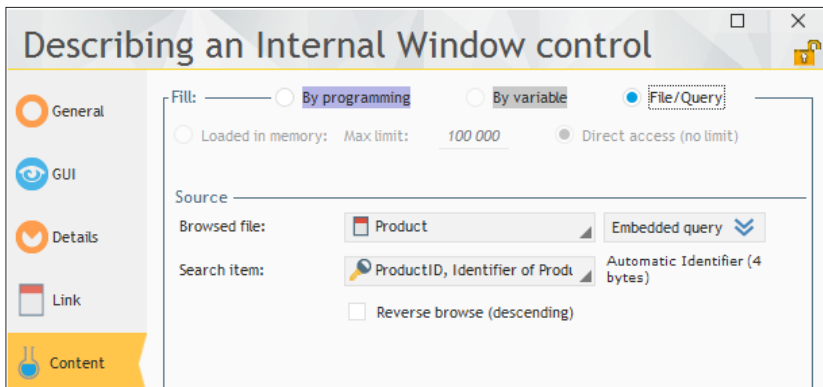 Describing an Internal Window control
General
GUI
Details
Link
Content
Fill: By programming By variable File/Query
Loaded in memory: Max limit: 100 000 Direct access (no limit)
Source
Browsed file: Product Embedded query
Search item: ProductID, Identifier of Produ Automatic Identifier (4
bytes)
Reverse browse (descending)